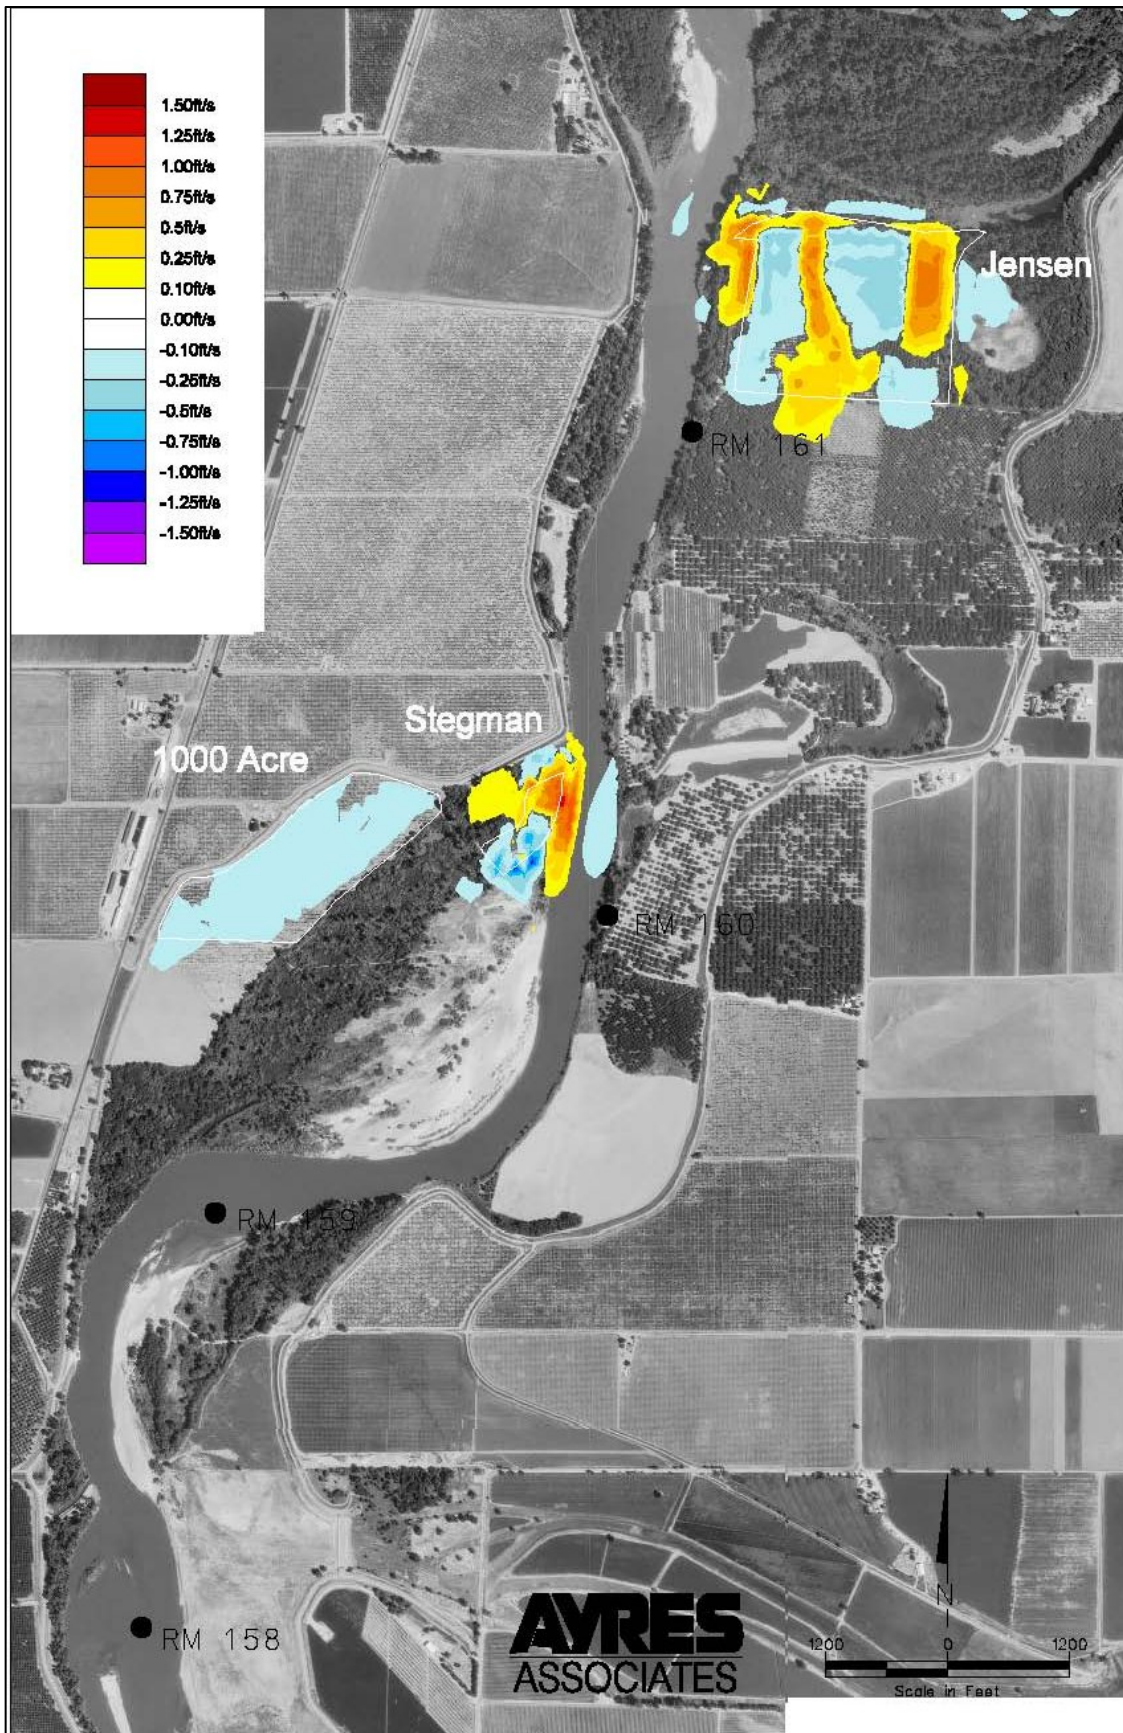 1.50ft/s
1.25ft/s
1.00ft/s
0.75ft/s
0.5ft/s
0.25ft/s
0.10ft/s
0.00ft/s
-0.10ft/s
-0.25ft/s
-0.5ft/s
-0.75ft/s
-1.00ft/s
-1.25ft/s
-1.50ft/s
Jensen
RM 161
Stegman
1000 Acre
RM 160
RM 159
RM 158
AYRES
ASSOCIATES
N
1200 0 1200
Scale in Feet